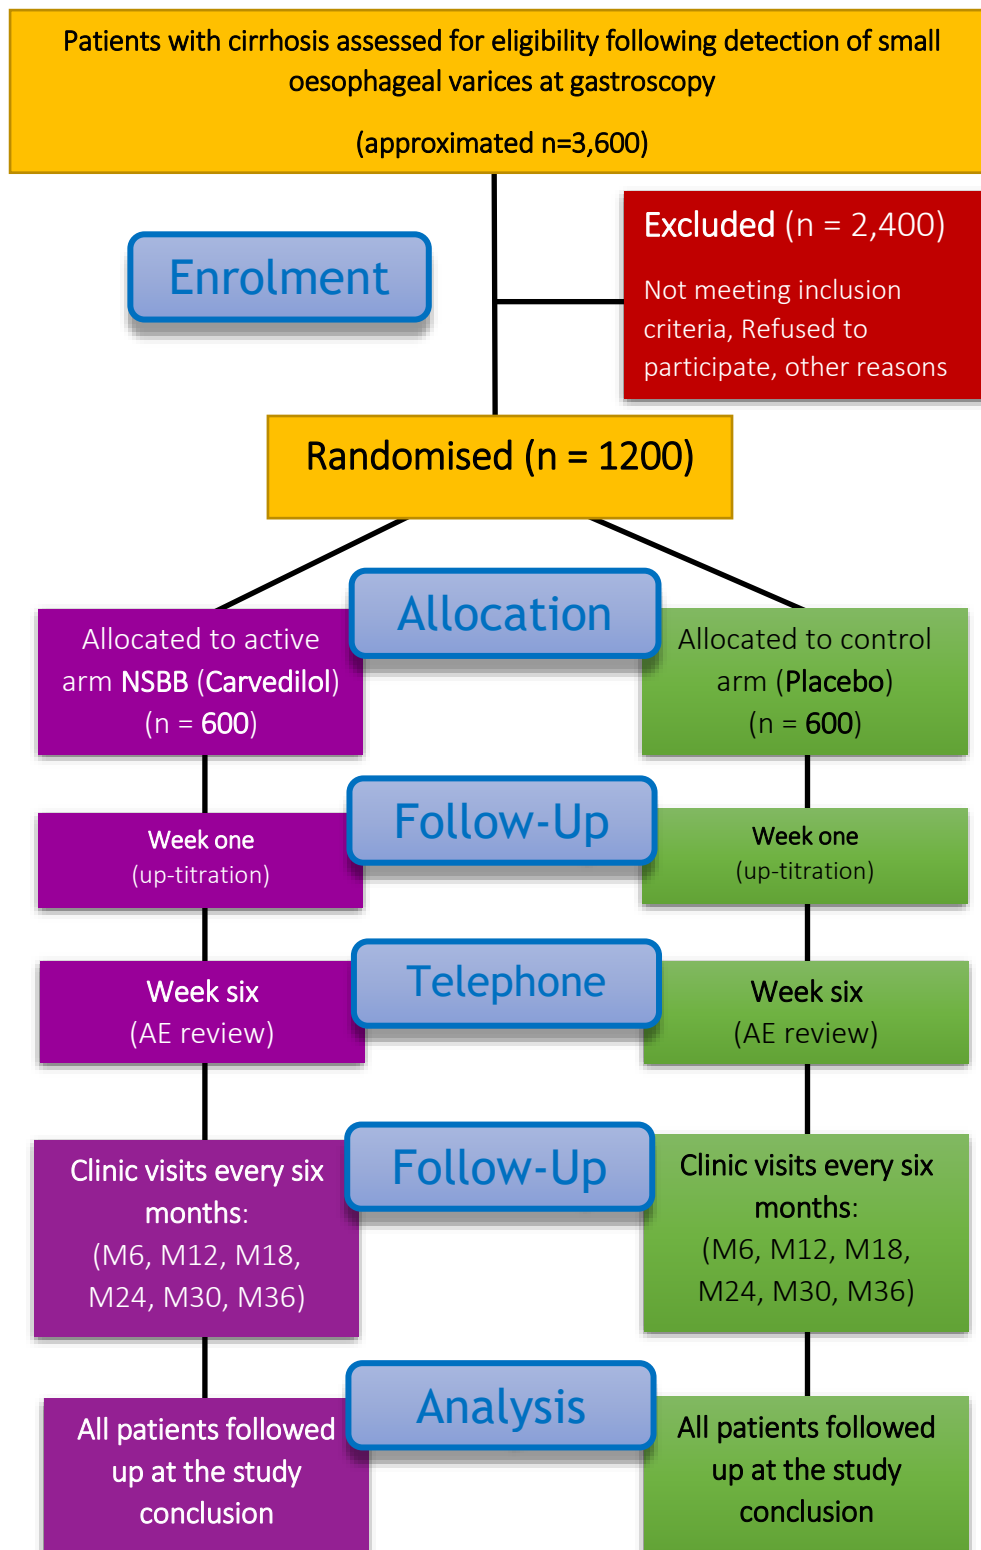 Patients with cirrhosis assessed for eligibility following detection of small
oesophageal varices at gastroscopy
(approximated n=3,600)
Enrolment
Excluded (n = 2,400)
Not meeting inclusion
criteria, Refused to
participate, other reasons
Randomised (n = 1200)
Allocation
Allocated to active
arm NSBB (Carvedilol)
(n = 600)
Allocated to control
arm (Placebo)
(n = 600)
Follow-Up
Week one
(up-titration)
Week one
(up-titration)
Telephone
Week six
(AE review)
Week six
(AE review)
Follow-Up
Clinic visits every six
months:
(M6, M12, M18,
M24, M30, M36)
Clinic visits every six
months:
(M6, M12, M18,
M24, M30, M36)
Analysis
All patients followed
up at the study
conclusion
All patients followed
up at the study
conclusion